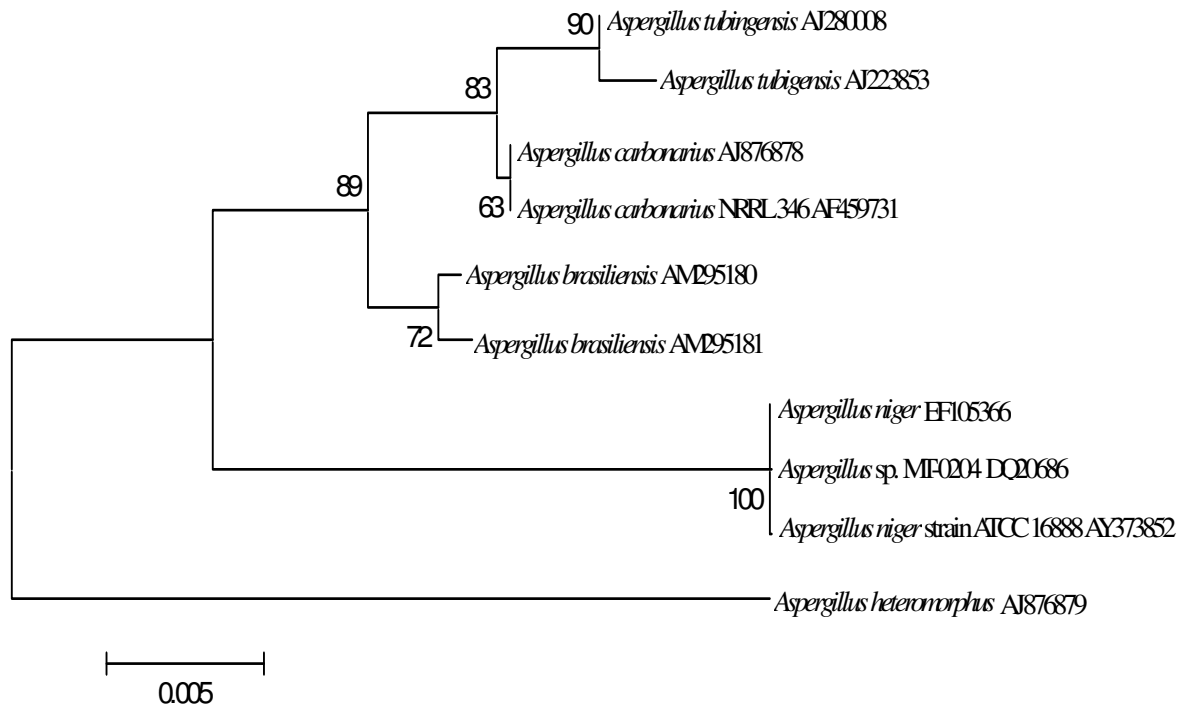 90
Aspergillus tubingensis AJ280008
Aspergillus tubigensis AJ223853
83
Aspergillus carbonarius AJ876878
89
63
Aspergillus carbonarius NRRL 346 AF459731
Aspergillus brasiliensis AM295180
72
Aspergillus brasiliensis AM295181
Aspergillus niger EF105366
Aspergillus sp. MT-0204 DQ20686
100
Aspergillus niger strain ATCC 16888 AY373852
Aspergillus heteromorphus AJ876879
0.005